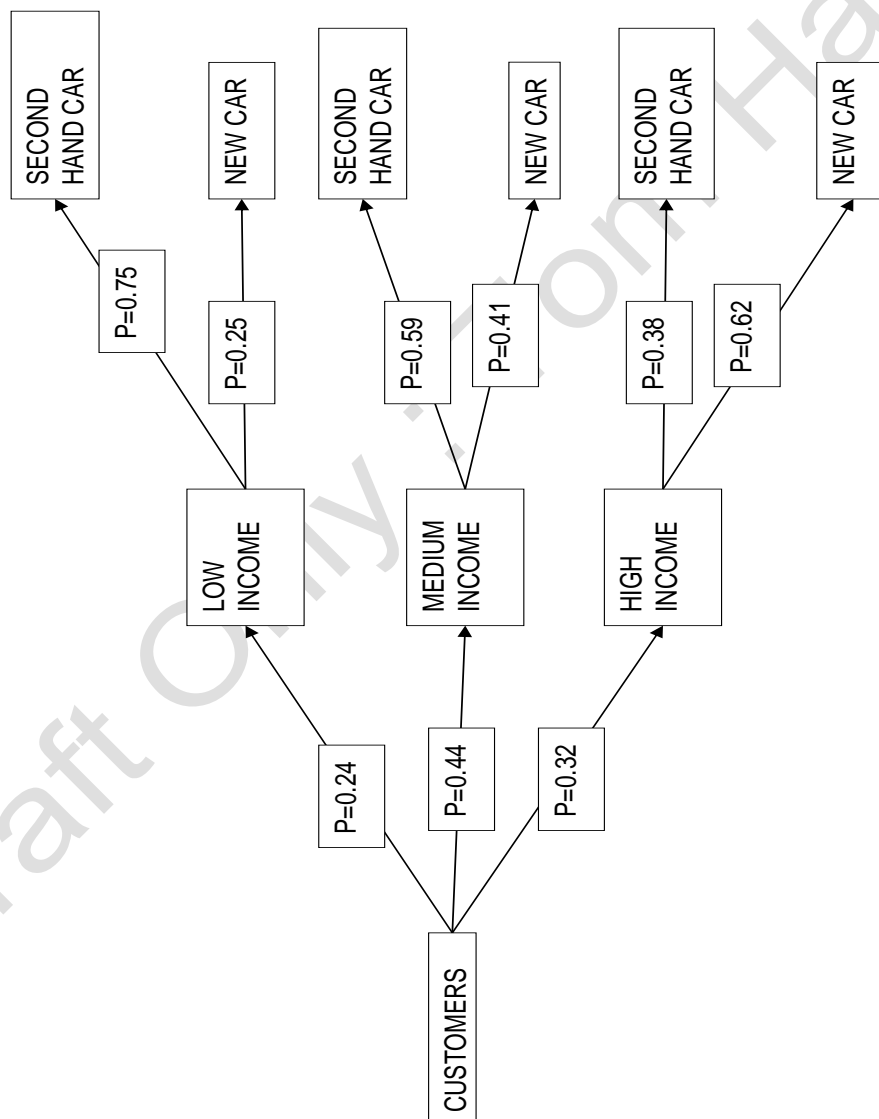 CUSTOMERS
P=0.24
P=0.44
P=0.32
LOW
INCOME
MEDIUM
INCOME
HIGH
INCOME
P=0.75
P=0.25
P=0.59
P=0.41
P=0.38
P=0.62
SECOND
HAND CAR
NEW CAR
SECOND
HAND CAR
NEW CAR
SECOND
HAND CAR
NEW CAR